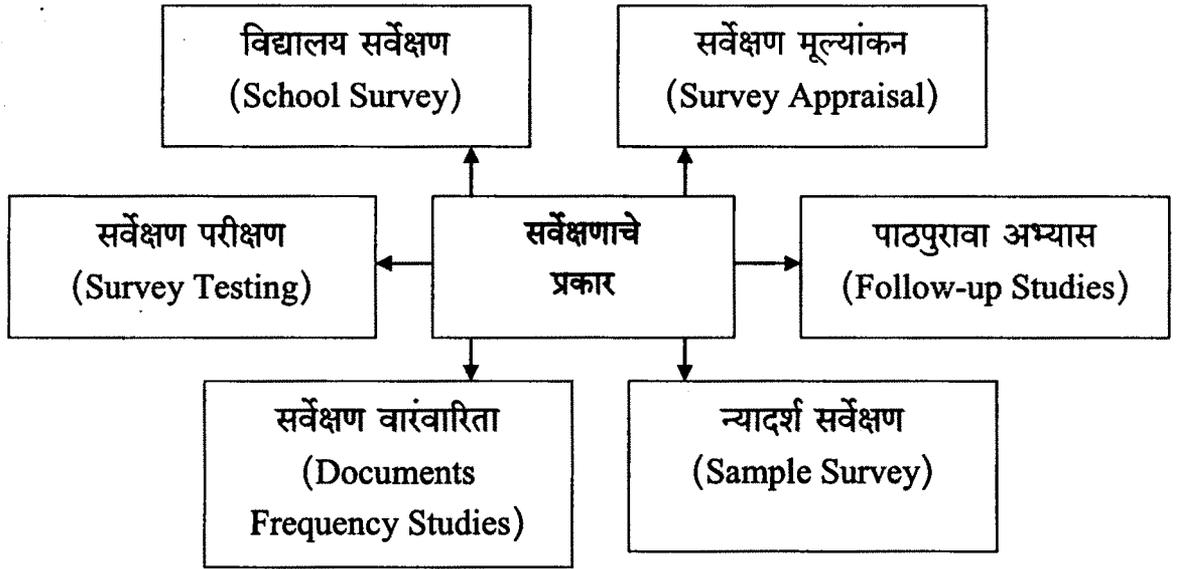 विद्यालय सर्वेक्षण
(School Survey)
सर्वेक्षण मूल्यांकन
(Survey Appraisal)
सर्वेक्षण परीक्षण
(Survey Testing)
सर्वेक्षणाचे
प्रकार
पाठपुरावा अभ्यास
(Follow-up Studies)
सर्वेक्षण वारंवारिता
(Documents
Frequency Studies)
न्यादर्श सर्वेक्षण
(Sample Survey)